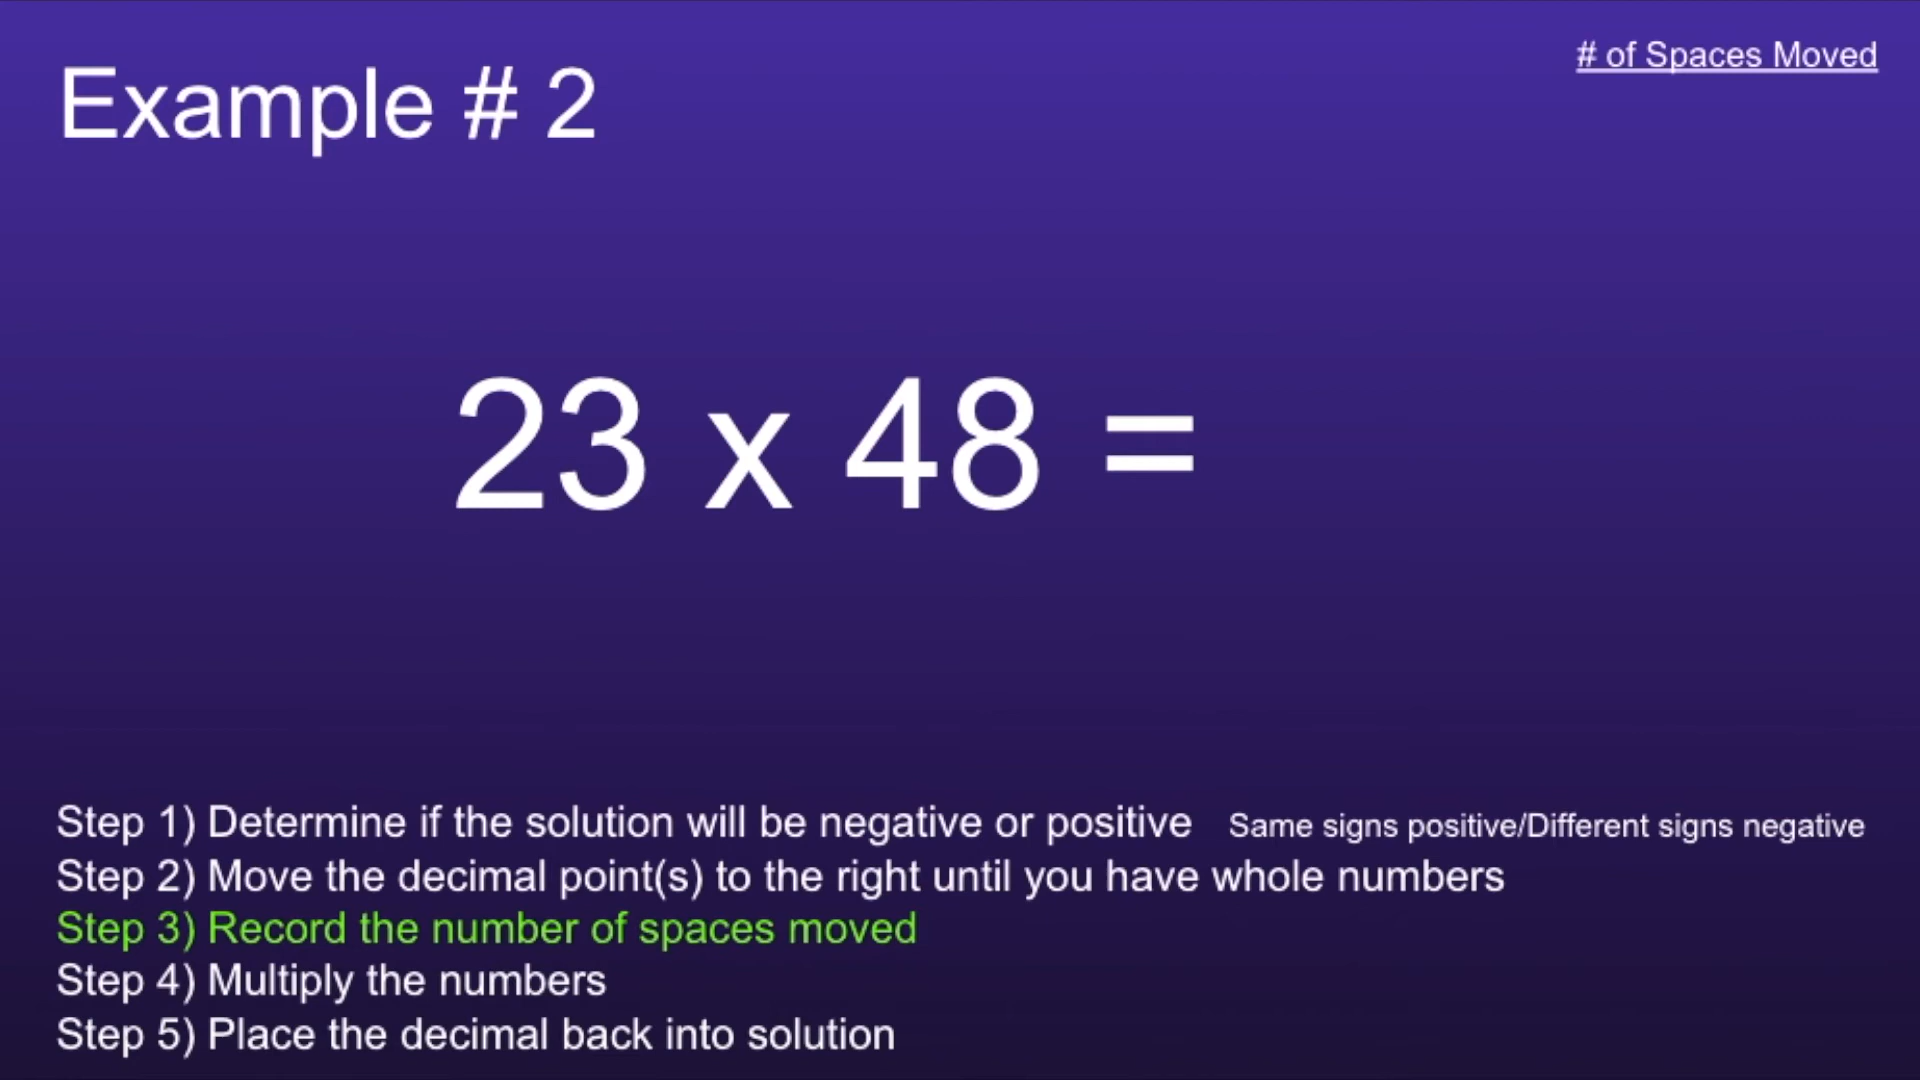 # of Spaces Moved
Example # 2
23 x 48 =
Step 1) Determine if the solution will be negative or positive Same signs positive/Different signs negative
Step 2) Move the decimal point(s) to the right until you have whole numbers
Step 3) Record the number of spaces moved
Step 4) Multiply the numbers
Step 5) Place the decimal back into solution